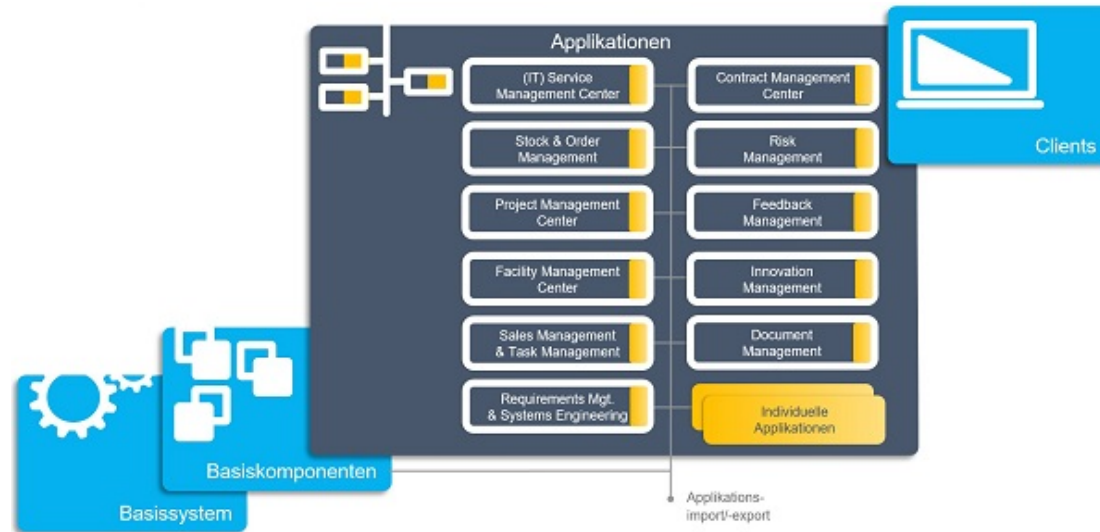 Applikationen
(IT) Service
Management Center
Contract Management
Center
Clients
Stock & Order
Management
Risk
Management
Project Management
Center
Feedback
Management
Facility Management
Center
Innovation
Management
Sales Management
& Task Management
Document
Management
Requirements Mgt.
& Systems Engineering
Individuelle
Applikationen
Basiskomponenten
Basissystem
Applikations-
import/-export